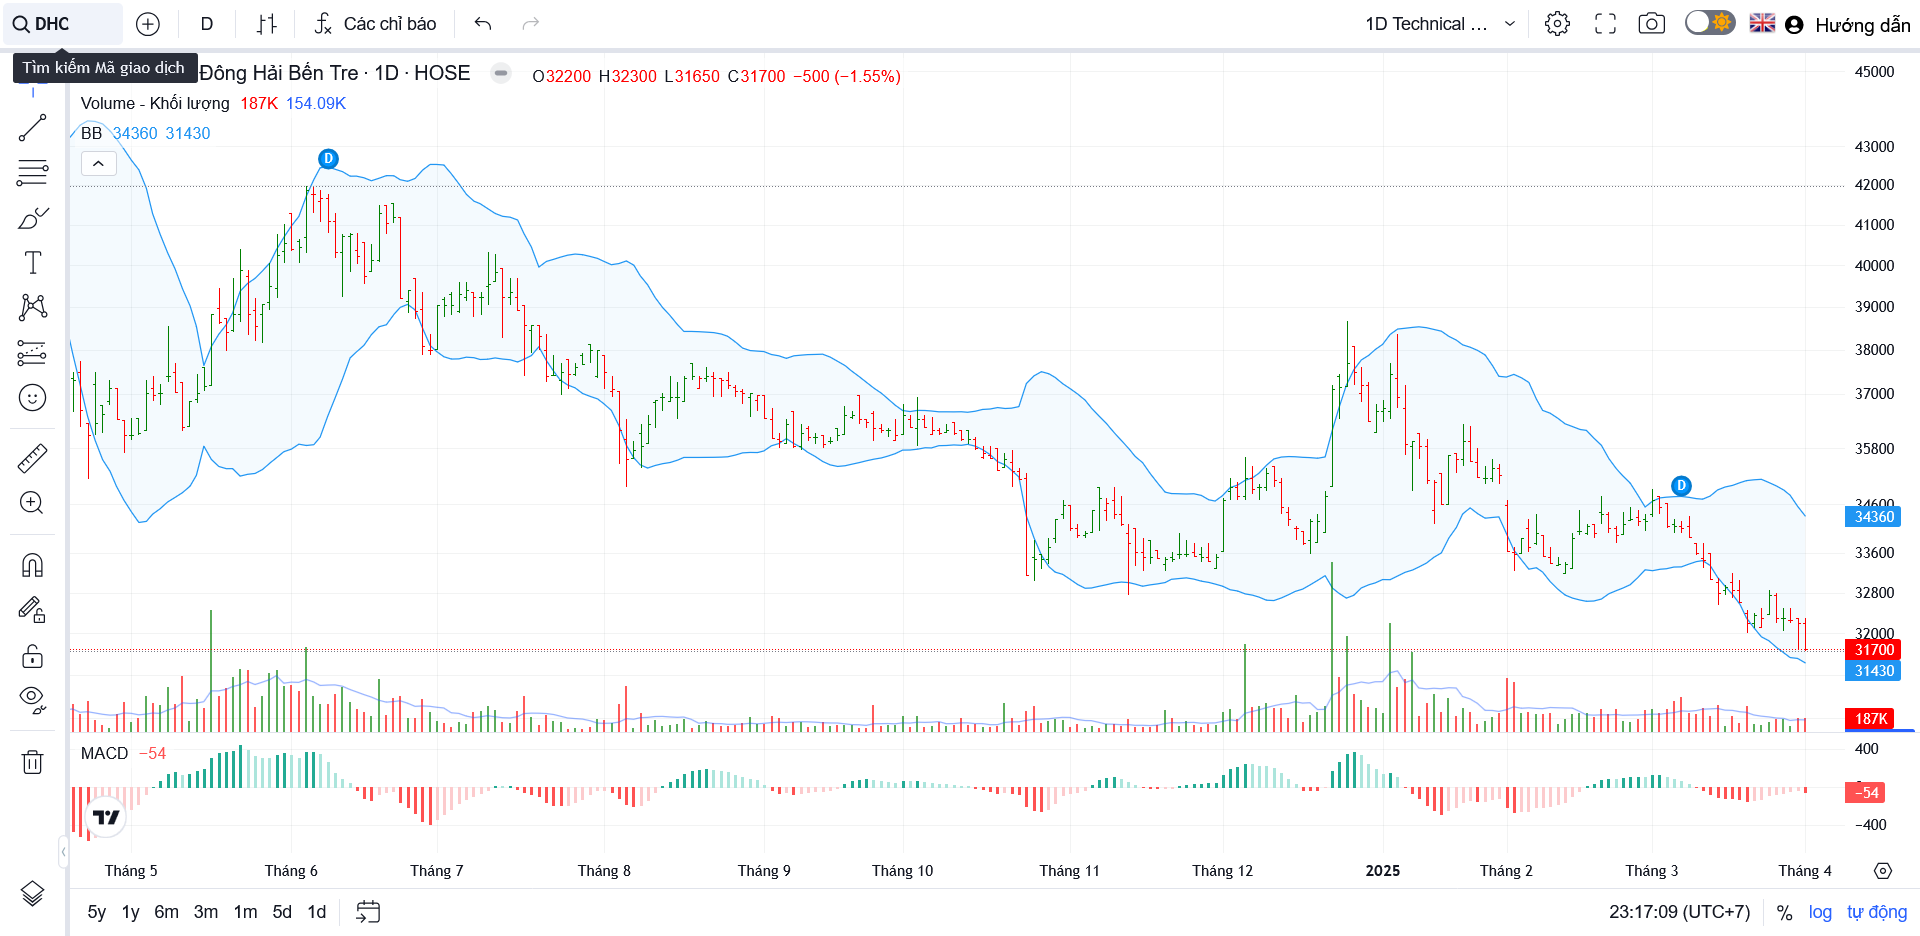 DHC
D
Các chỉ báo
1D Technical ...
Hướng dẫn
Tìm kiếm Mã giao dịch
Đông Hải Bến Tre · 1D · HOSE
O32200 H32300 L31650 C31700 −500 (−1.55%)
Volume - Khối lượng 187K 154.09K
BB 34360 31430
D
D
45000
43000
42000
41000
40000
39000
38000
37000
35800
34600
34360
33600
32800
32000
31700
31430
187K
MACD −54
400
−54
−400
Tháng 5 Tháng 6 Tháng 7 Tháng 8 Tháng 9 Tháng 10 Tháng 11 Tháng 12 2025 Tháng 2 Tháng 3 Tháng 4
5y 1y 6m 3m 1m 5d 1d
23:17:09 (UTC+7) % log tự động